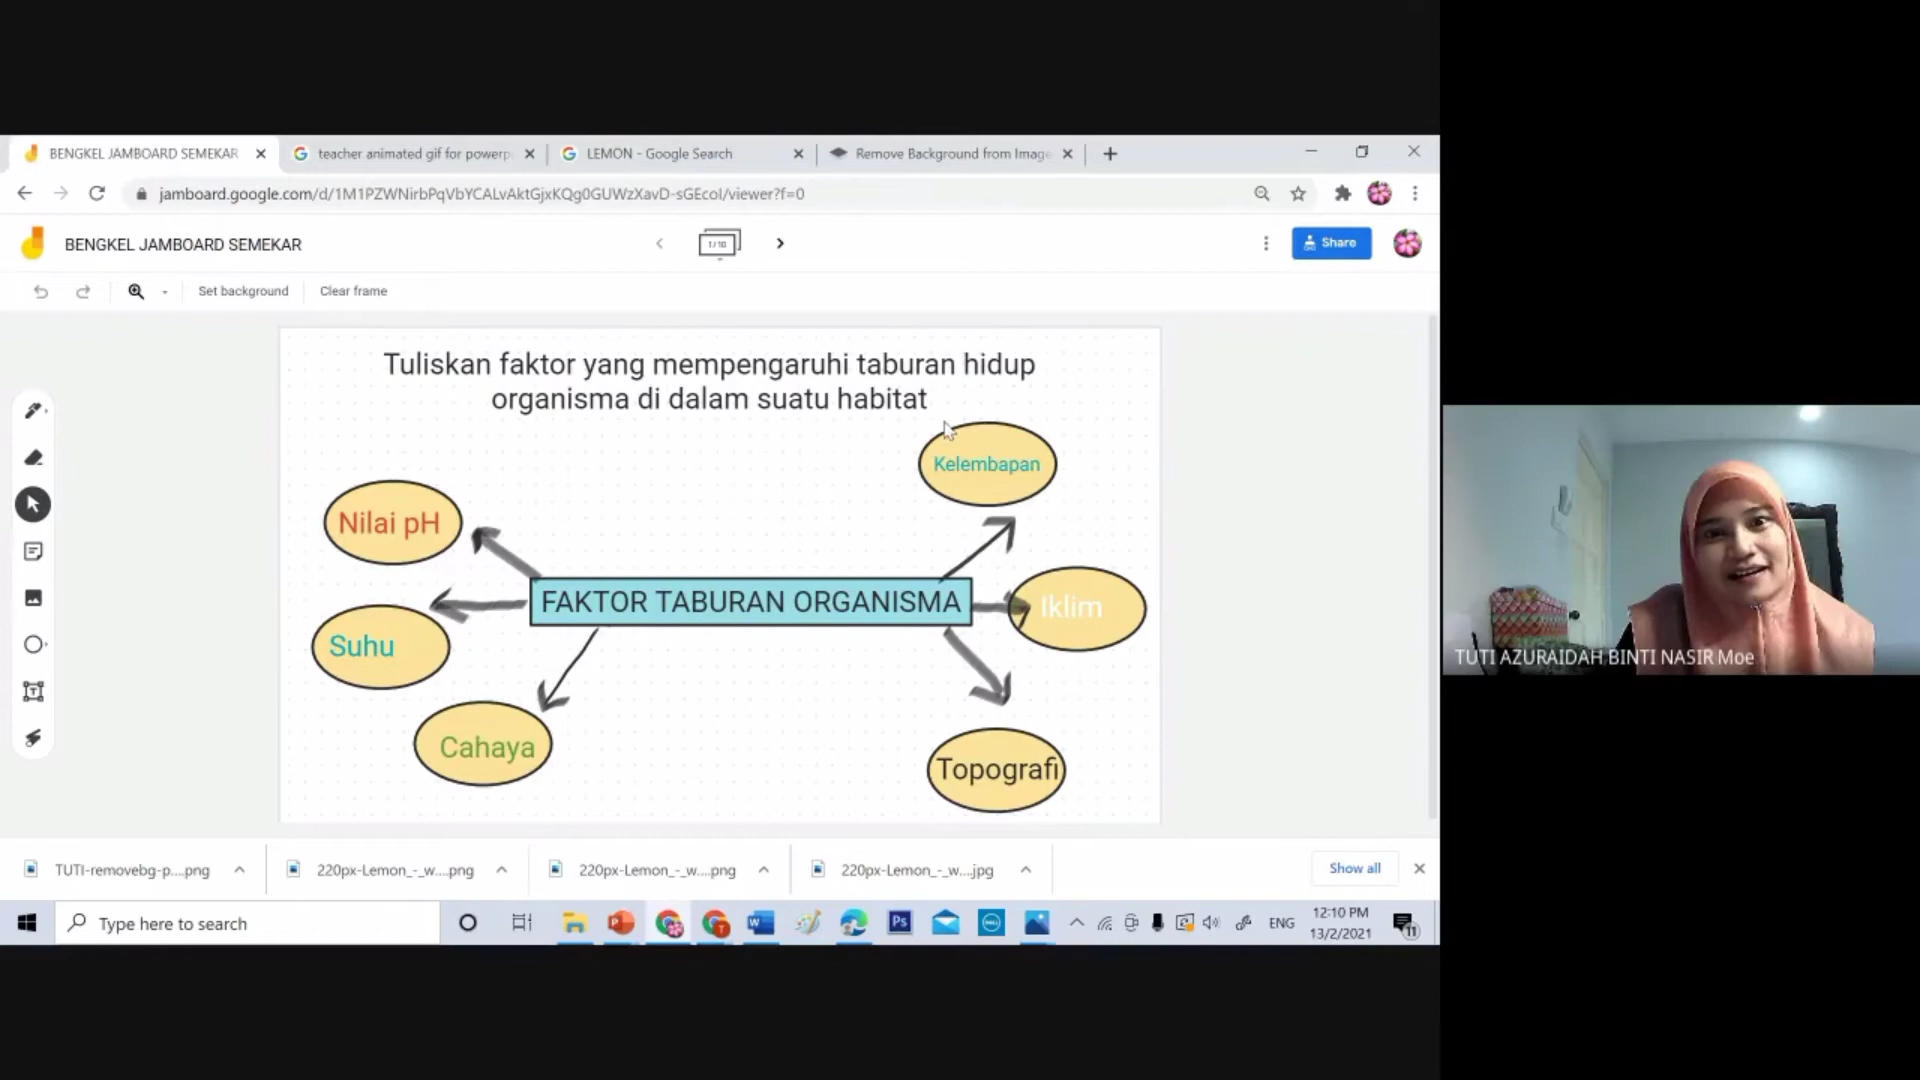 BENGKEL JAMBOARD SEMEKAR
teacher animated gif for powerp
LEMON - Google Search
Remove Background from Image
jamboard.google.com/d/1M1PZWNirbPqVbYCALvAktGjxKQg0GUWzXavD-sGEcoI/viewer?f=0
BENGKEL JAMBOARD SEMEKAR
1/10
Share
Set background
Clear frame
Tuliskan faktor yang mempengaruhi taburan hidup
organisma di dalam suatu habitat
Kelembapan
Nilai pH
FAKTOR TABURAN ORGANISMA
Iklim
Suhu
Cahaya
Topografi
TUTI AZURAIDAH BINTI NASIR Moe
TUTI-removebg-p....png
220px-Lemon_-_w....png
220px-Lemon_-_w....png
220px-Lemon_-_w....jpg
Show all
Type here to search
ENG
12:10 PM
13/2/2021
11